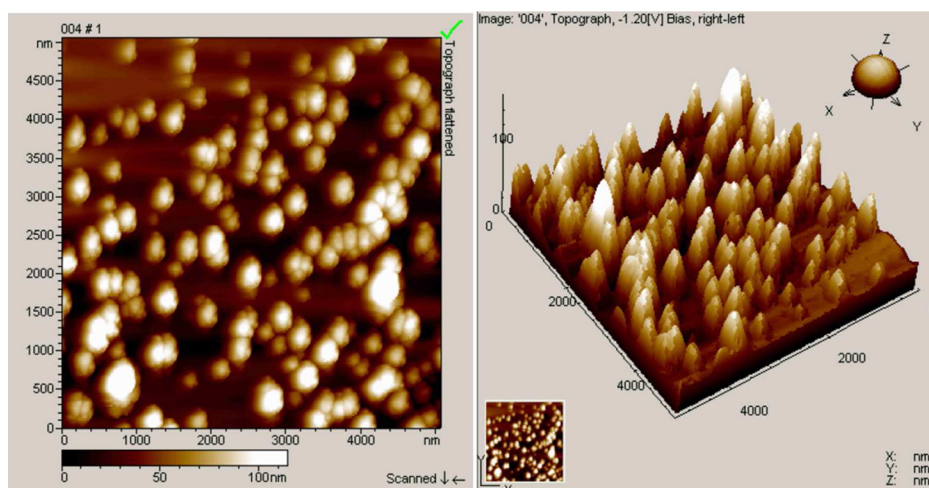 004 # 1
nm
4500
4000
3500
3000
2500
2000
1500
1000
500
0
0
1000
2000
3000
4000
nm
Topograph flattened
0
50
100nm
Scanned ↓←
Image: '004', Topograph, -1.20[V] Bias, right-left
Z
X
Y
100
0
0
2000
4000
2000
4000
Y
X
X: nm
Y: nm
Z: nm